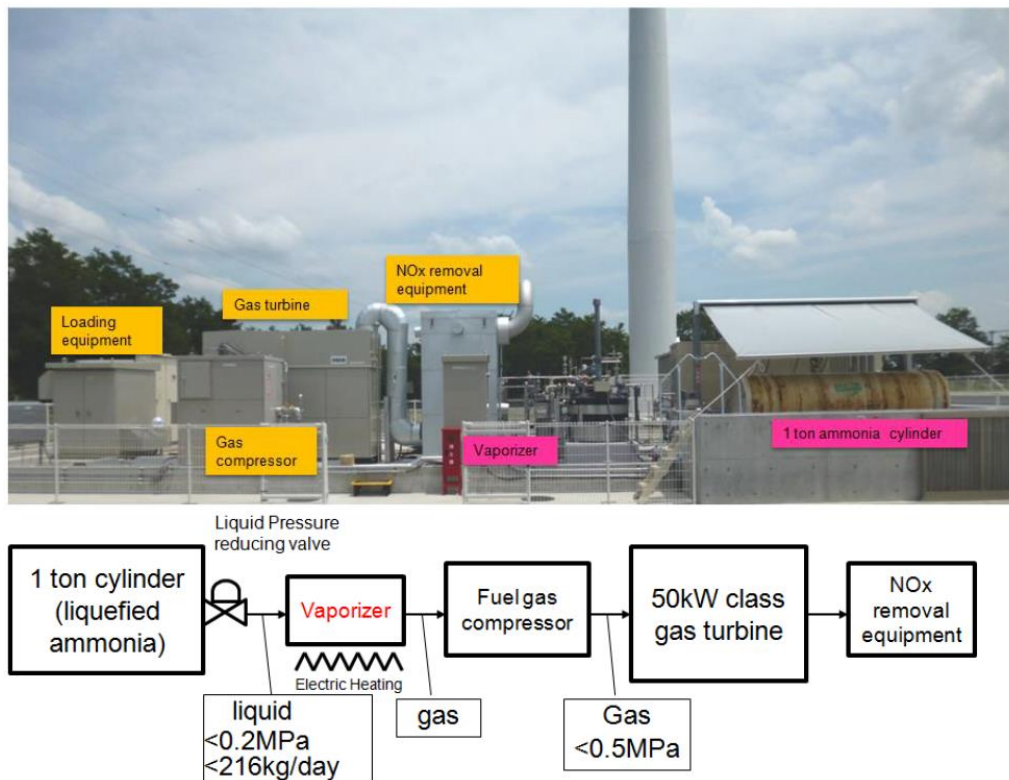 NOx removal
equipment
Gas turbine
Loading
equipment
Gas
compressor
Vaporizer
1 ton ammonia cylinder
Liquid Pressure
reducing valve
1 ton cylinder
(liquefied
ammonia)
Vaporizer
Fuel gas
compressor
50kW class
gas turbine
NOx
removal
equipment
Electric Heating
liquid
<0.2MPa
<216kg/day
gas
Gas
<0.5MPa